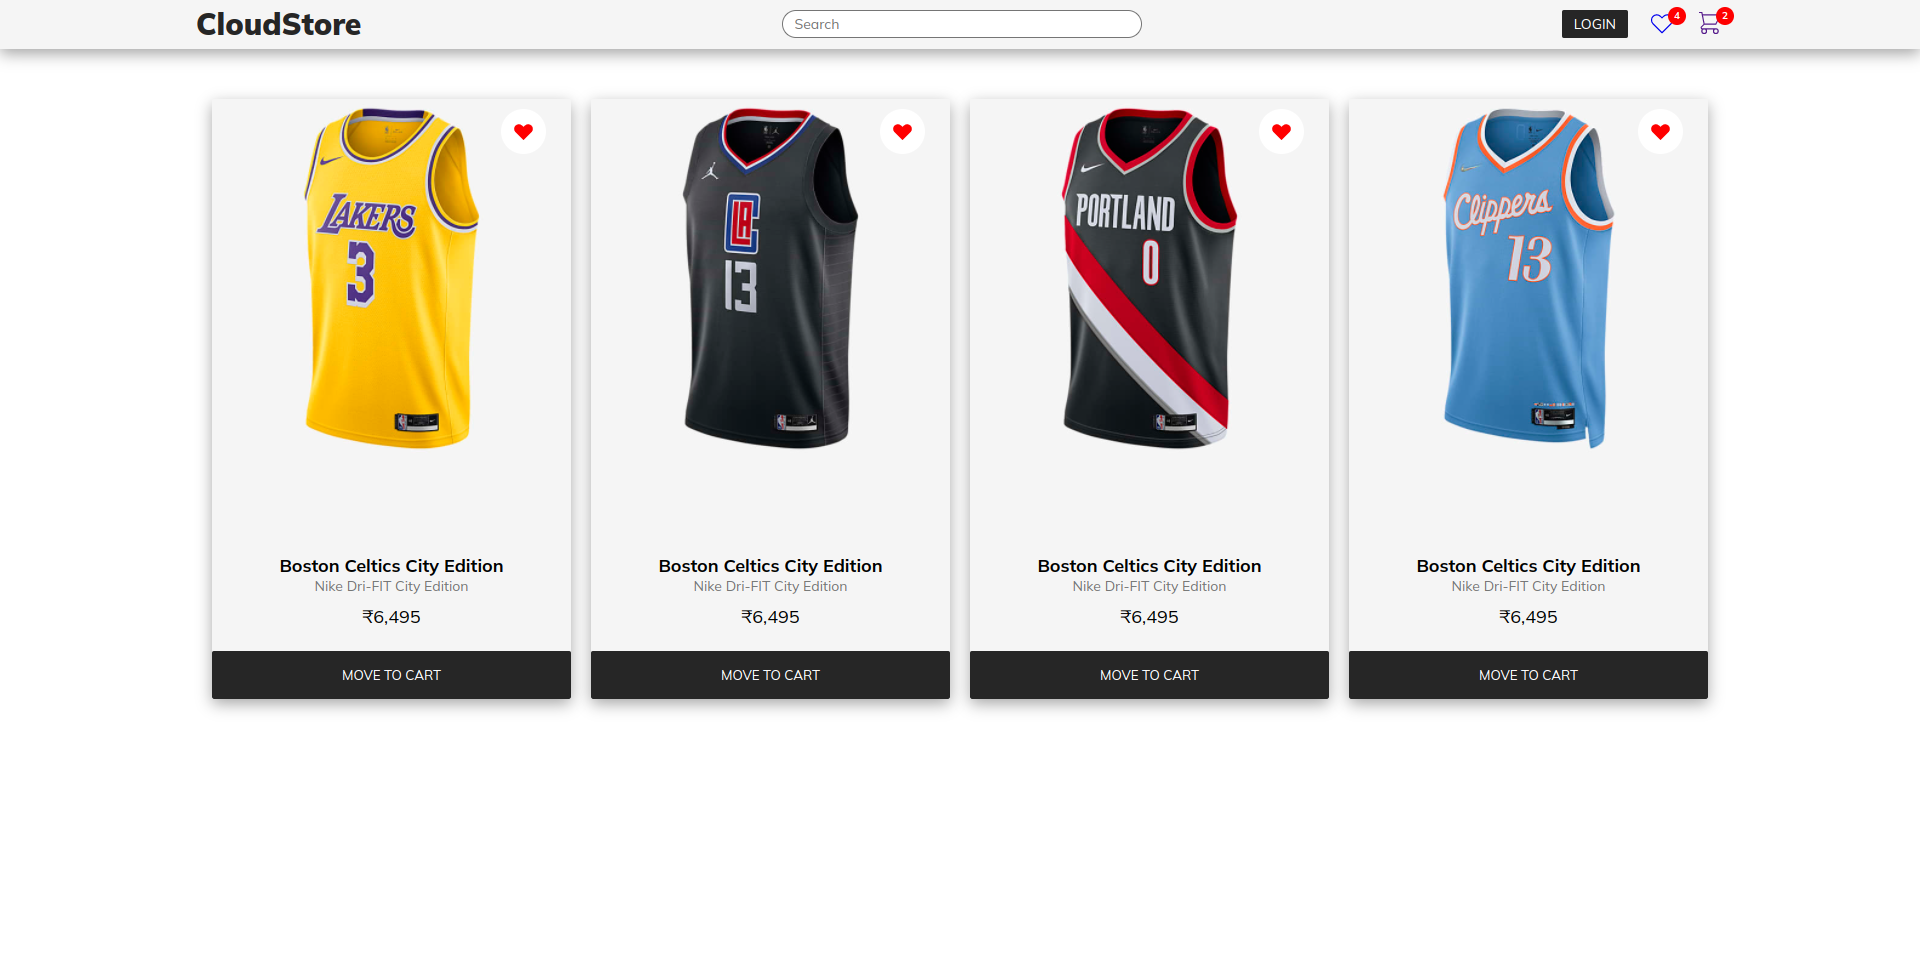 CloudStore
Search
LOGIN
4
2
LAKERS
3
13
PORTLAND
0
Clippers
13
Boston Celtics City Edition
Nike Dri-FIT City Edition
₹6,495
MOVE TO CART
Boston Celtics City Edition
Nike Dri-FIT City Edition
₹6,495
MOVE TO CART
Boston Celtics City Edition
Nike Dri-FIT City Edition
₹6,495
MOVE TO CART
Boston Celtics City Edition
Nike Dri-FIT City Edition
₹6,495
MOVE TO CART